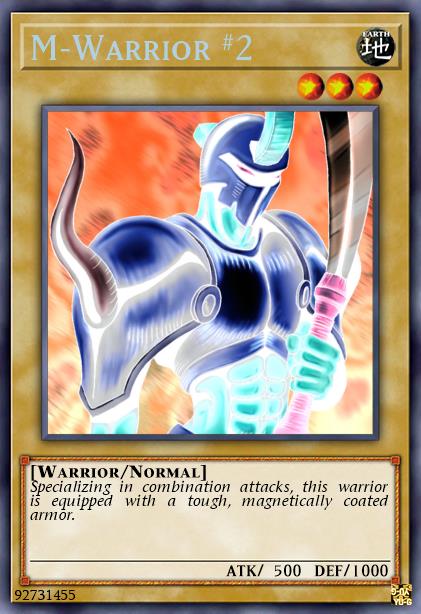 M-WARRIOR #2
EARTH
地
[WARRIOR/NORMAL]
Specializing in combination attacks, this warrior
is equipped with a tough, magnetically coated
armor.
ATK/ 500 DEF/1000
92731455